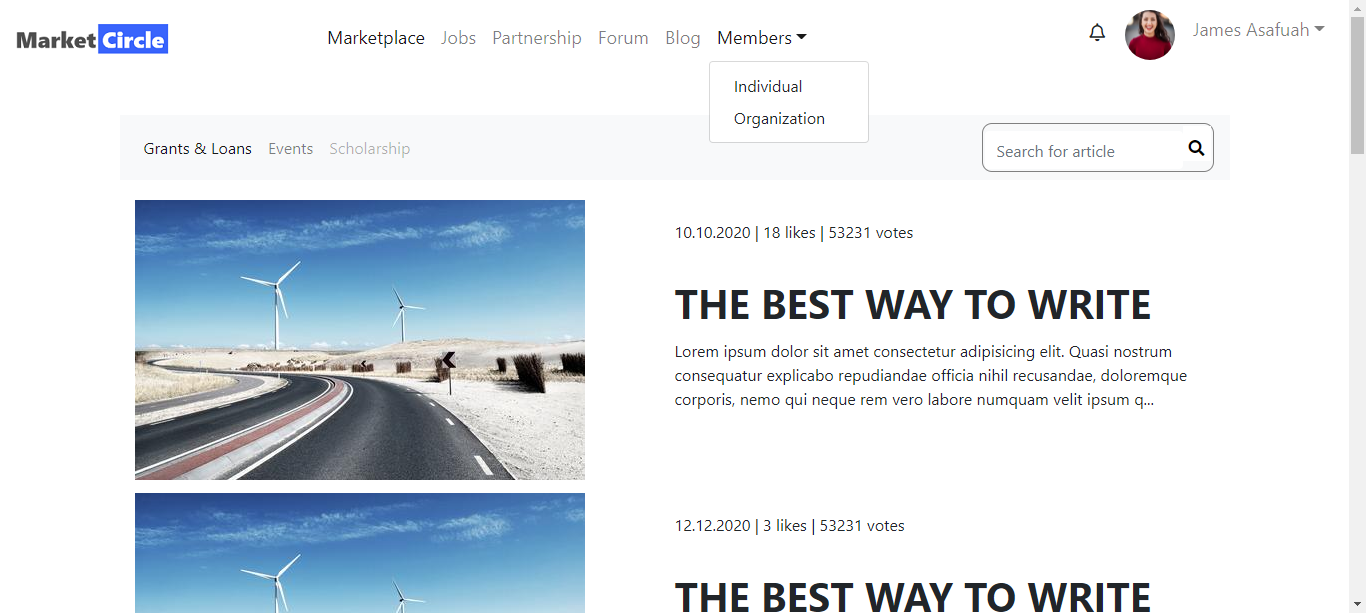 Market Circle
Marketplace Jobs Partnership Forum Blog Members
James Asafuah
Individual
Organization
Grants & Loans Events Scholarship
Search for article
10.10.2020 | 18 likes | 53231 votes
THE BEST WAY TO WRITE
Lorem ipsum dolor sit amet consectetur adipisicing elit. Quasi nostrum
consequatur explicabo repudiandae officia nihil recusandae, doloremque
corporis, nemo qui neque rem vero labore numquam velit ipsum q...
12.12.2020 | 3 likes | 53231 votes
THE BEST WAY TO WRITE